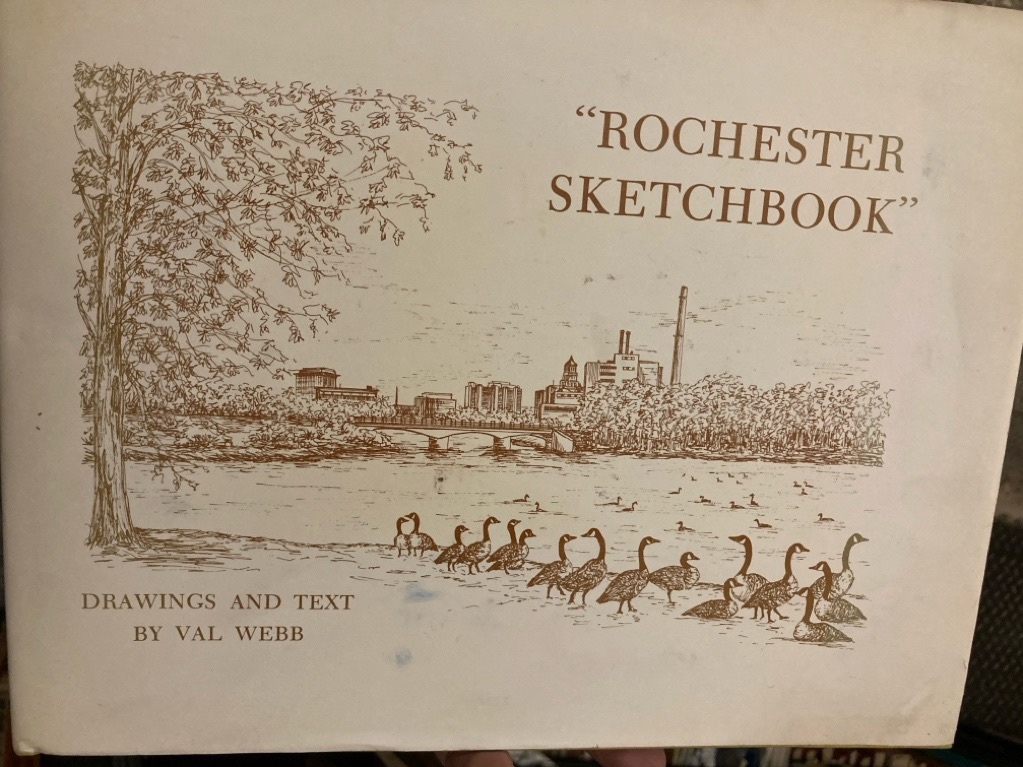 “ROCHESTER
SKETCHBOOK”
DRAWINGS AND TEXT
BY VAL WEBB